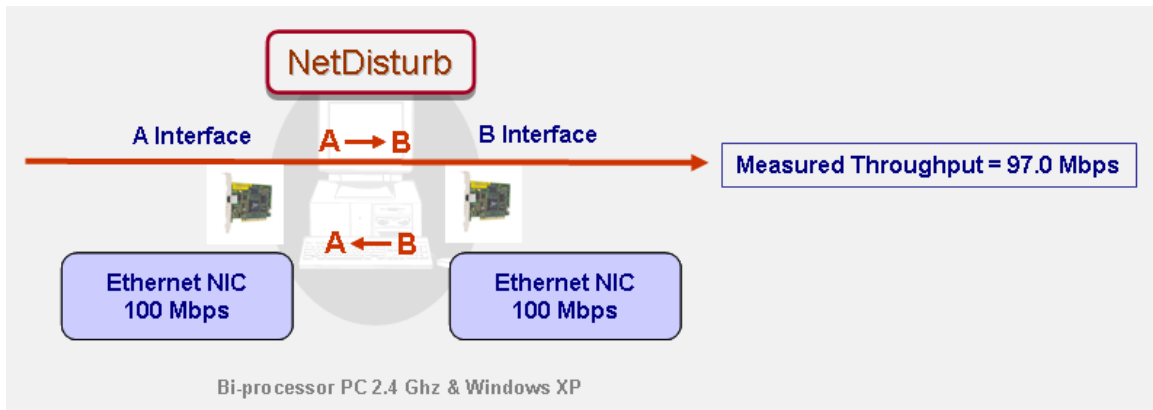 NetDisturb
A Interface
A → B
B Interface
Measured Throughput = 97.0 Mbps
A ← B
Ethernet NIC
100 Mbps
Ethernet NIC
100 Mbps
Bi-processor PC 2.4 Ghz & Windows XP